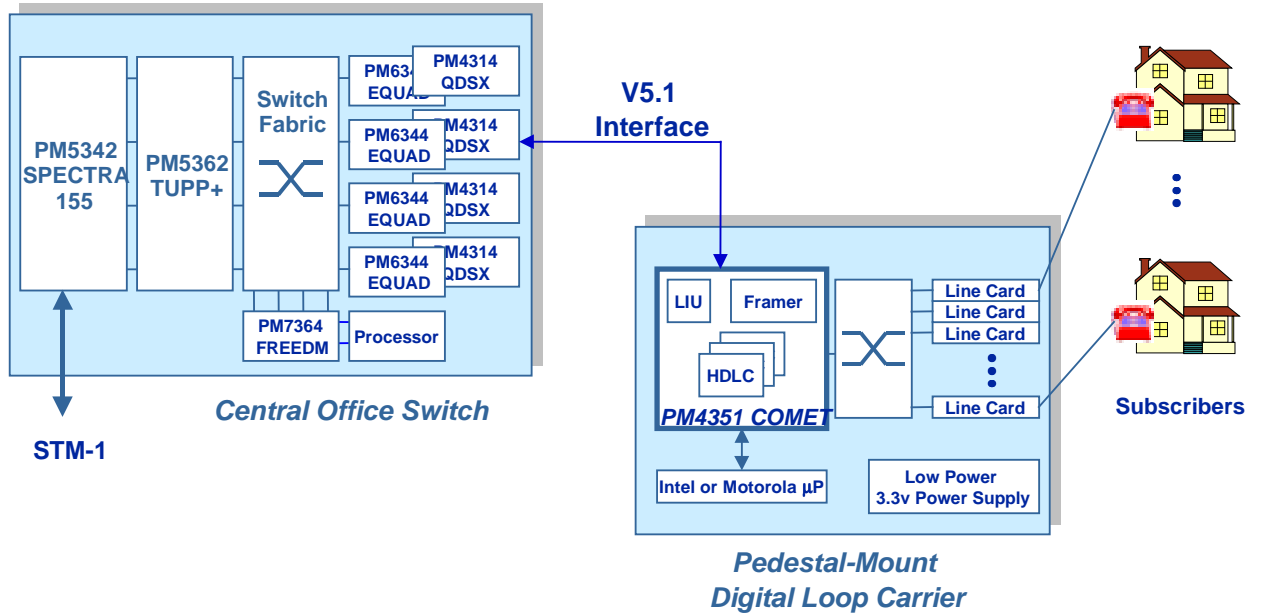 PM5342
SPECTRA
155
PM5362
TUPP+
Switch
Fabric
PM634
EQUA
PM4314
QDSX
PM6344
EQUAD
PM4314
QDSX
PM6344
EQUAD
PM4314
QDSX
PM6344
EQUAD
PM4314
QDSX
PM7364
FREEDM
Processor
Central Office Switch
STM-1
V5.1
Interface
LIU
Framer
HDLC
PM4351 COMET
Intel or Motorola µP
Line Card
Line Card
Line Card
Line Card
Low Power
3.3v Power Supply
Pedestal-Mount
Digital Loop Carrier
Subscribers